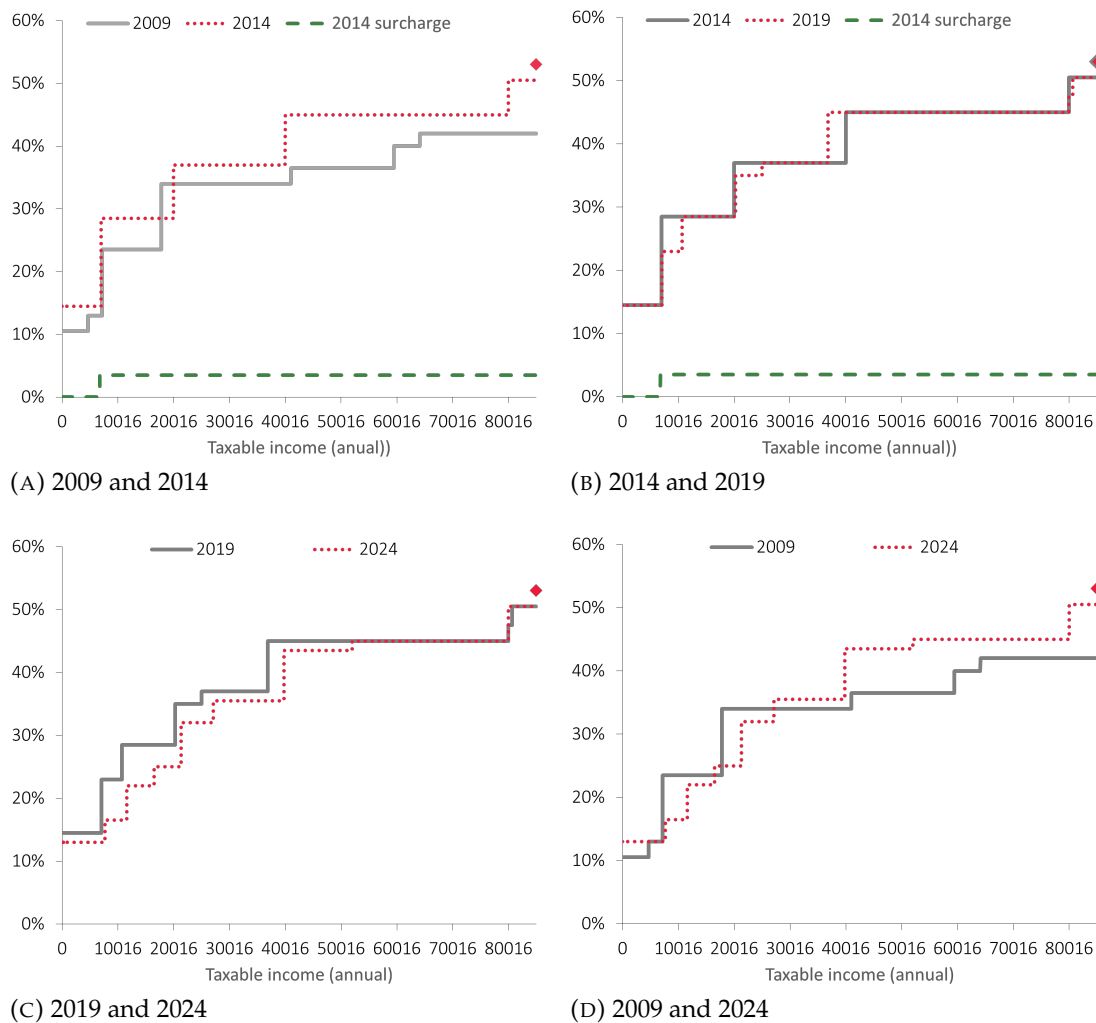 60%
2009 2014 2014 surcharge
50%
40%
30%
20%
10%
0%
0 10016 20016 30016 40016 50016 60016 70016 80016
Taxable income (anual))
(A) 2009 and 2014
60%
2014 2019 2014 surcharge
50%
40%
30%
20%
10%
0%
0 10016 20016 30016 40016 50016 60016 70016 80016
Taxable income (anual))
(B) 2014 and 2019
60%
2019 2024
50%
40%
30%
20%
10%
0%
0 10016 20016 30016 40016 50016 60016 70016 80016
Taxable income (annual)
(C) 2019 and 2024
60%
2009 2024
50%
40%
30%
20%
10%
0%
0 10016 20016 30016 40016 50016 60016 70016 80016
Taxable income (annual)
(D) 2009 and 2024